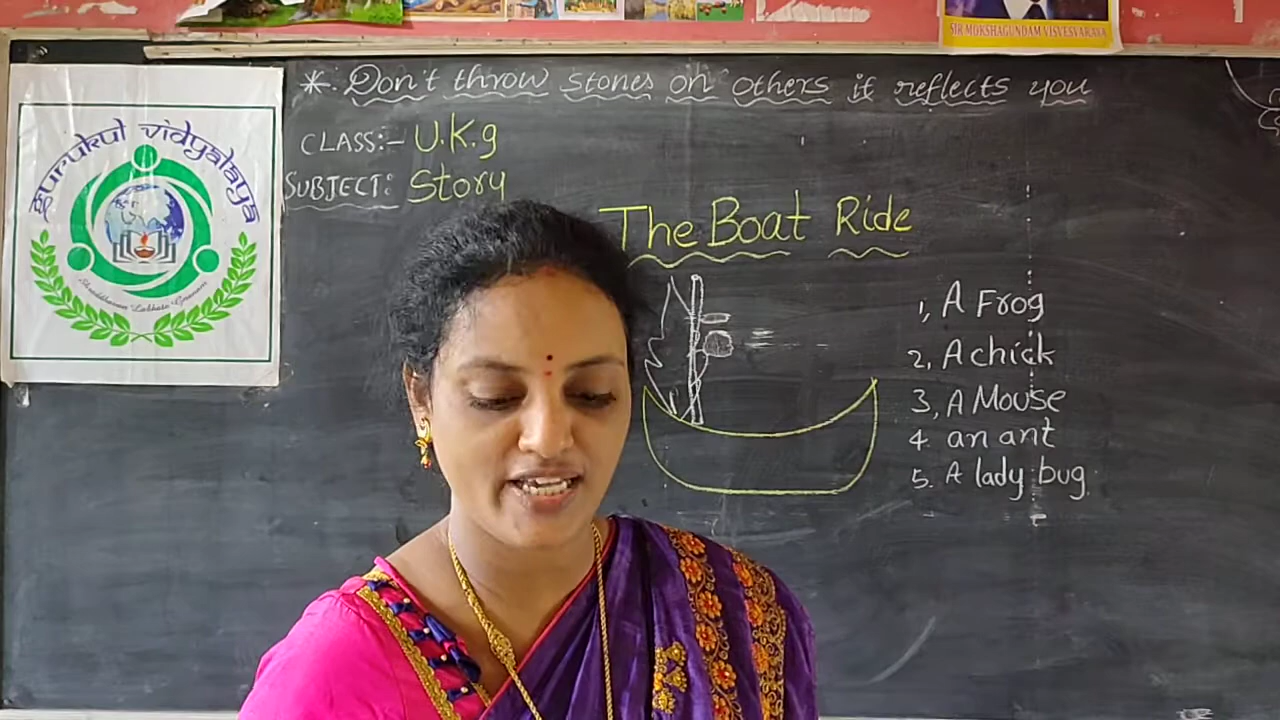 SIR MOKSHAGUNDAM VISVESVARAYA
* Don't throw stones on others it reflects you
gurukul vidyalaya
CLASS:- U.K.g
SUBJECT: Story
The Boat Ride
1, A Frog
2, A chick
3, A Mouse
4. an ant
5. A lady bug.